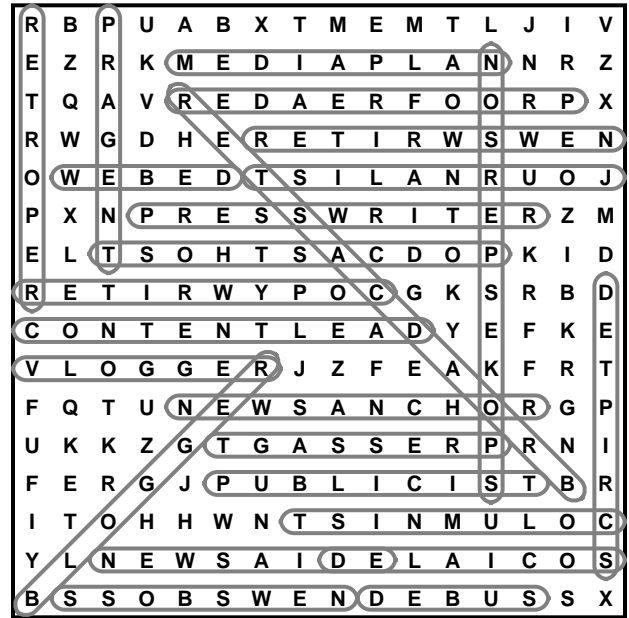 R B P U A B X T M E M T L J I V
E Z R K M E D I A P L A N N R Z
T Q A V R E D A E R F O O R P X
R W G D H E R E T I R W S W E N
O W E B E D T S I L A N R U O J
P X N P R E S S W R I T E R Z M
E L T S O H T S A C D O P K I D
R E T I R W Y P O C G K S R B D
C O N T E N T L E A D Y E F K E
V L O G G E R J Z F E A K F R T
F Q T U N E W S A N C H O R G P
U K K Z G T G A S S E R P R N I
F E R G J P U B L I C I S T B R
I T O H H W N T S I N M U L O C
Y L N E W S A I D E L A I C O S
B S S O B S W E N D E B U S S X